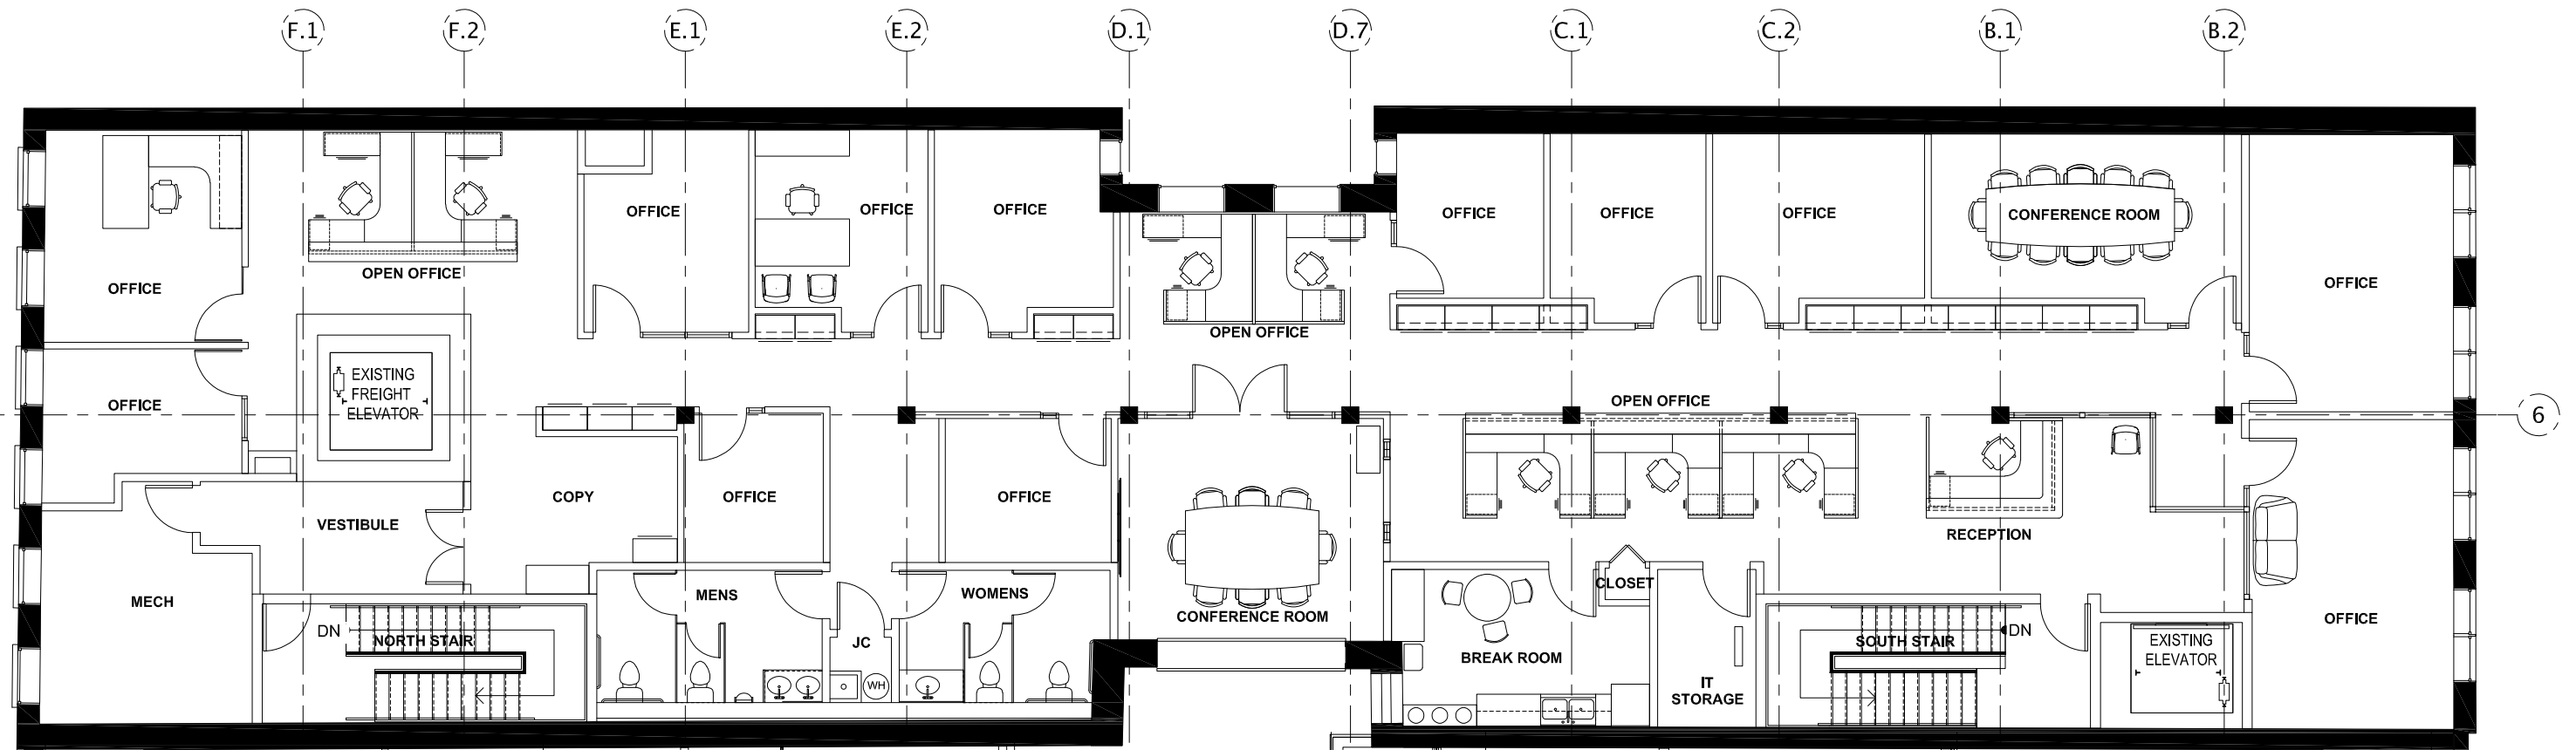 F.1
F.2
E.1
E.2
D.1
D.7
C.1
C.2
B.1
B.2
OFFICE
OFFICE
OFFICE
OFFICE
OFFICE
OFFICE
CONFERENCE ROOM
OPEN OFFICE
OFFICE
OFFICE
OPEN OFFICE
EXISTING
FREIGHT
ELEVATOR
OFFICE
OPEN OFFICE
6
COPY
OFFICE
OFFICE
VESTIBULE
RECEPTION
MECH
MENS
WOMENS
CLOSET
CONFERENCE ROOM
OFFICE
DN
NORTH STAIR
JC
SOUTH STAIR
DN
EXISTING
ELEVATOR
BREAK ROOM
WH
IT
STORAGE